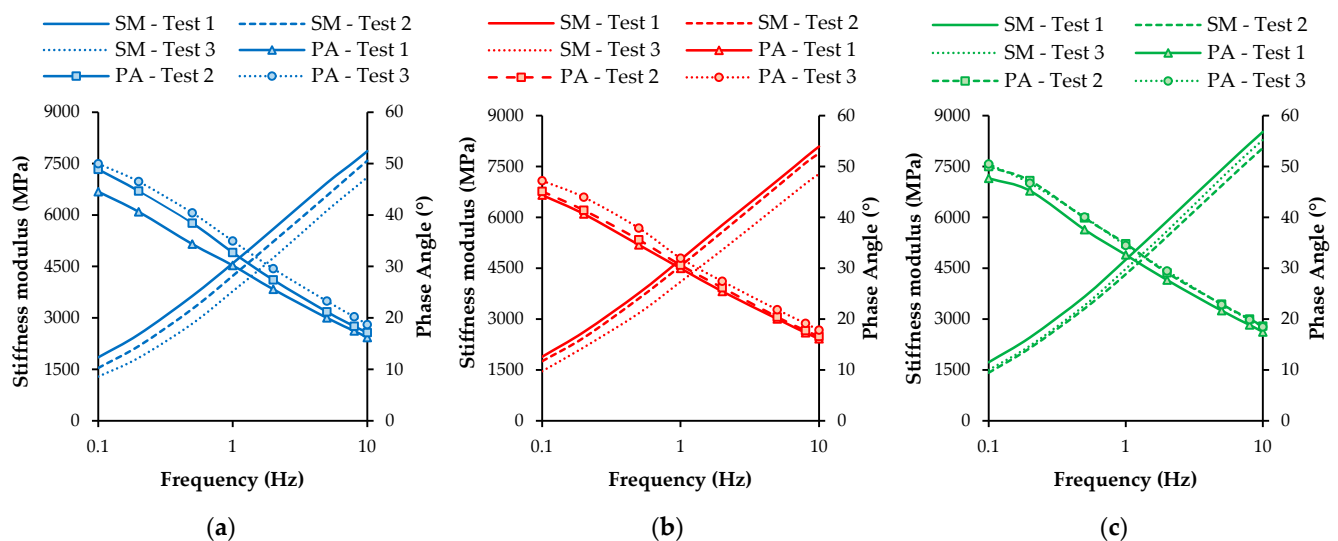 SM - Test 1 SM - Test 2
SM - Test 3 PA - Test 1
PA - Test 2 PA - Test 3
Stiffness modulus (MPa)
9000
7500
6000
4500
3000
1500
0
60
50
40
30
20
10
0
Phase Angle (°)
0.1 1 10
Frequency (Hz)
(a)
SM - Test 1 SM - Test 2
SM - Test 3 PA - Test 1
PA - Test 2 PA - Test 3
Stiffness modulus (MPa)
9000
7500
6000
4500
3000
1500
0
60
50
40
30
20
10
0
Phase Angle (°)
0.1 1 10
Frequency (Hz)
(b)
SM - Test 1 SM - Test 2
SM - Test 3 PA - Test 1
PA - Test 2 PA - Test 3
Stiffness modulus (MPa)
9000
7500
6000
4500
3000
1500
0
60
50
40
30
20
10
0
Phase Angle (°)
0.1 1 10
Frequency (Hz)
(c)